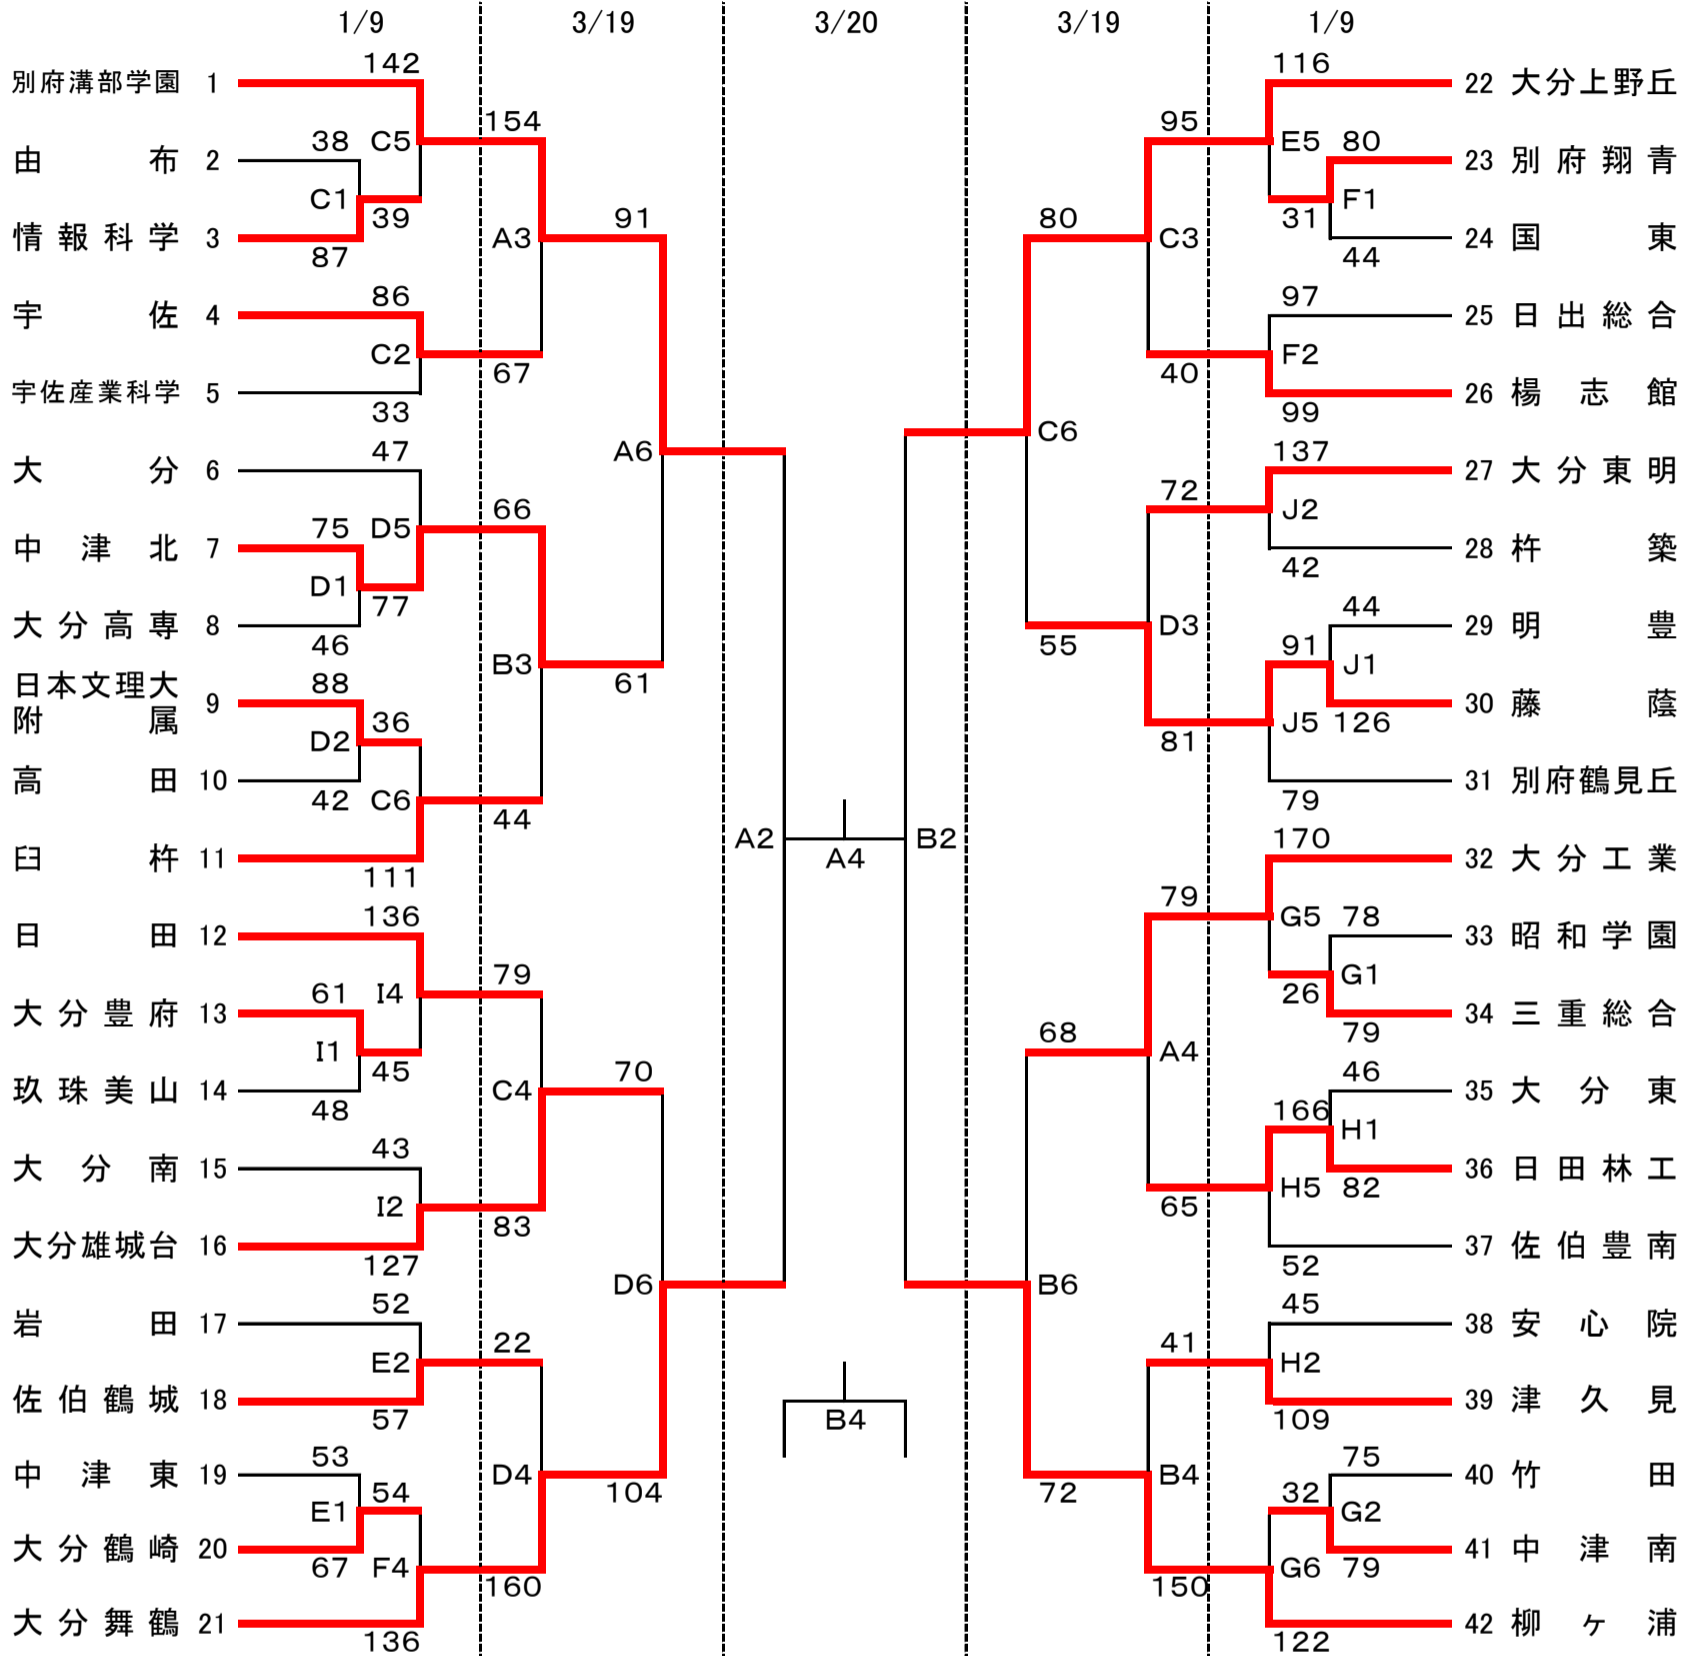 1/9 3/19 3/20 3/19 1/9
142 116
別府溝部学園 1 22 大分上野丘
154 95
38 C5 E5 80
由布 2 23 別府翔青
C1 F1
39 91 80 31
情報科学 3 A3 C3 24 国東
87 44
86 97
宇佐 4 25 日出総合
C2 F2
67 40
宇佐産業科学 5 26 楊志館
33 99
C6
47 A6 137
大分 6 27 大分東明
66 72
75 D5 J2
中津北 7 28 杵築
D1 42
77 44
大分高専 8 D3 29 明豊
46 55 91
B3 J1
日本文理大附属 9 88 61 30 藤蔭
36 J5 126
D2 81
高田 10 31 別府鶴見丘
42 C6 79
44
A2 B2 170
臼杵 11 A4 32 大分工業
111
136 79
日田 12 G5 78 33 昭和学園
79 G1
61 I4 26
大分豊府 13 34 三重総合
79
I1 68 A4
45 70 46
玖珠美山 14 C4 35 大分東
48 166 H1
43
大分南 15 36 日田林工
I2 H5 82
83 65
大分雄城台 16 37 佐伯豊南
127 52
D6 B6
52 45
岩田 17 38 安心院
22 41
E2 H2
佐伯鶴城 18 39 津久見
57 109
B4
53 75
中津東 19 D4 B4 40 竹田
54 104 72 32
E1 G2
大分鶴崎 20 41 中津南
67 F4 G6 79
160 150
大分舞鶴 21 42 柳ヶ浦
136 122